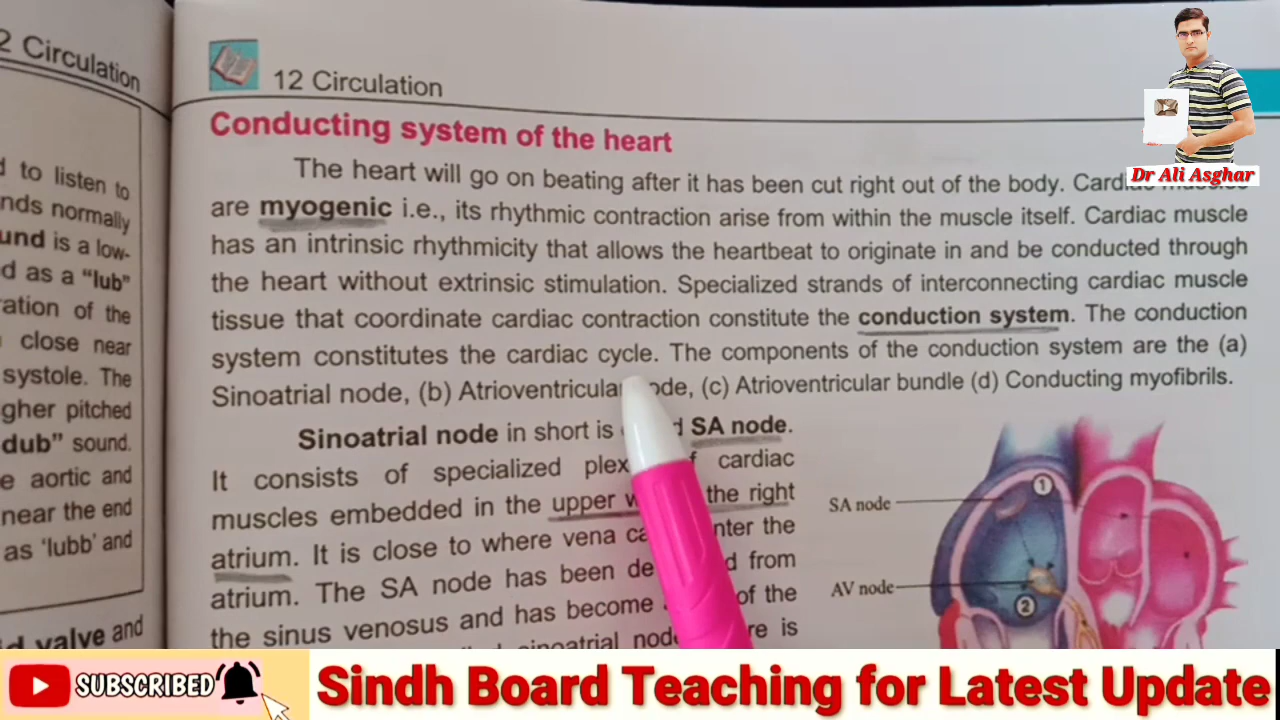 2 Circulation
d to listen to
nds normally
und is a low-
d as a “lub”
ration of the
close near
systole. The
gher pitched
dub” sound.
e aortic and
near the end
as ‘lubb’ and
id valve and
12 Circulation
Conducting system of the heart
The heart will go on beating after it has been cut right out of the body.
are myogenic i.e., its rhythmic contraction arise from within the muscle itself. Cardiac muscle
has an intrinsic rhythmicity that allows the heartbeat to originate in and be conducted through
the heart without extrinsic stimulation. Specialized strands of interconnecting cardiac muscle
tissue that coordinate cardiac contraction constitute the conduction system. The conduction
system constitutes the cardiac cycle. The components of the conduction system are the (a)
Sinoatrial node, (b) Atrioventricular node, (c) Atrioventricular bundle (d) Conducting myofibrils.
Sinoatrial node in short is SA node.
It consists of specialized cardiac
muscles embedded in the upper the right
atrium. It is close to where vena the
atrium. The SA node has been from
the sinus venosus and has become of the
sinoatrial is
SA node
AV node
1
2
Dr Ali Asghar
SUBSCRIBED
Sindh Board Teaching for Latest Update